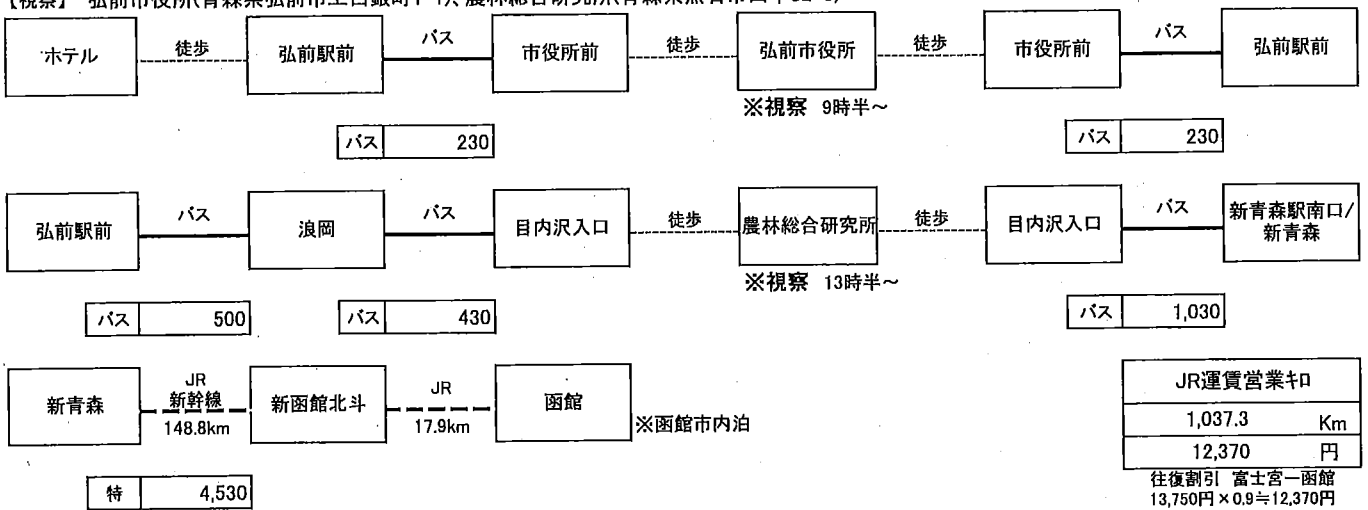 ホテル 徒歩 弘前駅前 バス 市役所前 徒歩 弘前市役所 徒歩 市役所前 バス 弘前駅前
※視察 9時半～
バス 230 バス 230
弘前駅前 バス 浪岡 バス 目内沢入口 徒歩 農林総合研究所 徒歩 目内沢入口 バス 新青森駅南口/
新青森
※視察 13時半～
バス 500 バス 430 バス 1,030
新青森 JR
新幹線
148.8km 新函館北斗 JR
17.9km 函館 ※函館市内泊
特 4,530
JR運賃営業キロ
1,037.3 Km
12,370 円
往復割引 富士宮ー函館
13,750円×0.9≒12,370円